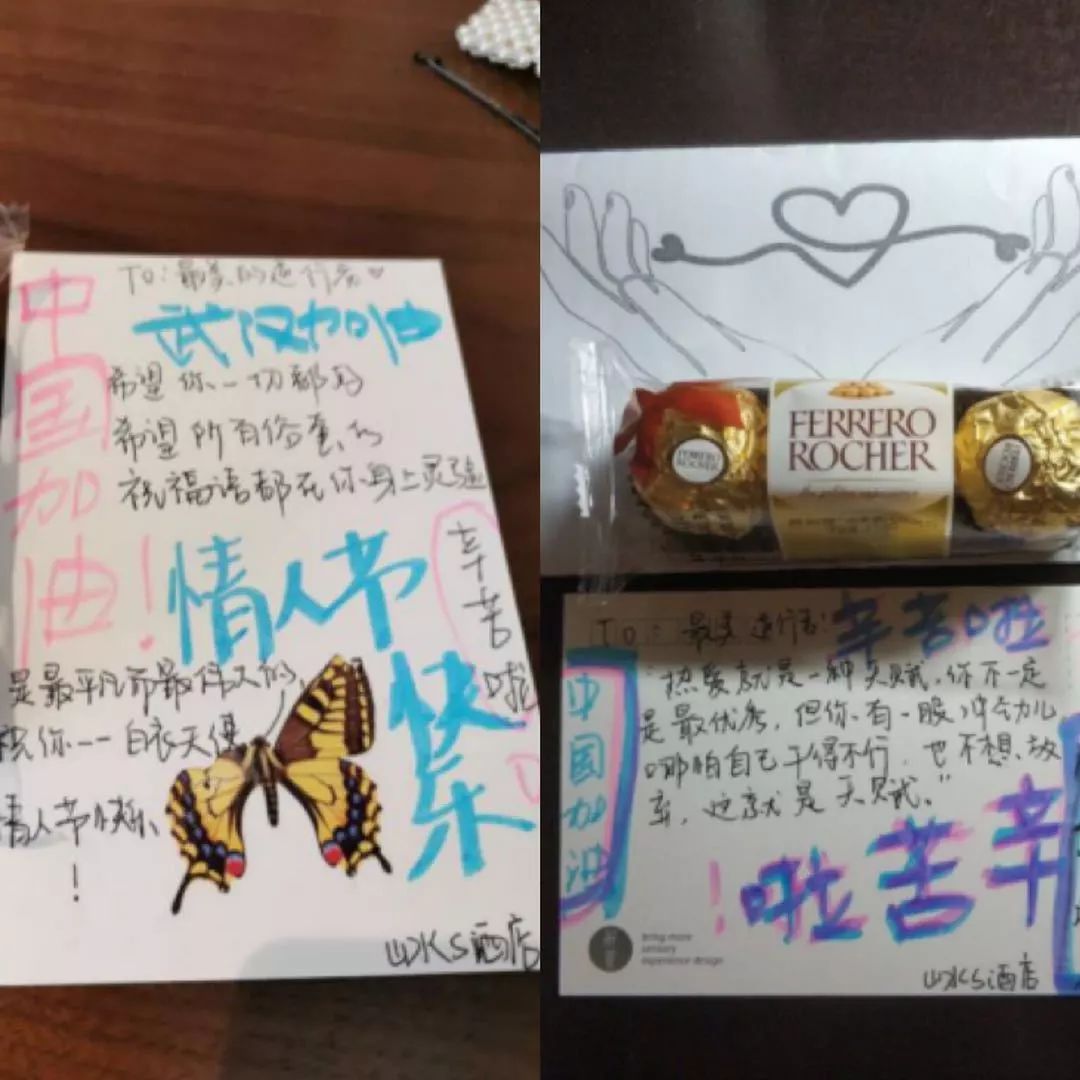 TO:最美的逆行者♡
中国加油!
武汉加油
希望你一切都好
希望所有俗套的
祝福语都在你身上灵验
辛苦啦
情人节
快乐
是最平凡而最伟大的
祝你——白衣天使
情人节快乐
!
水KS酒店
FERRERO
ROCHER
FERRERO
ROCHER
FERRERO
ROCHER
TO: 最美逆行者:
辛苦啦
中国加油
“热爱就是一种天赋,你不一定
是最优秀,但你有一股冲劲儿
哪怕自己干得不行,也不想放
弃,这就是天赋。”
辛苦啦!
bring more
sensory
experience design
水KS酒店